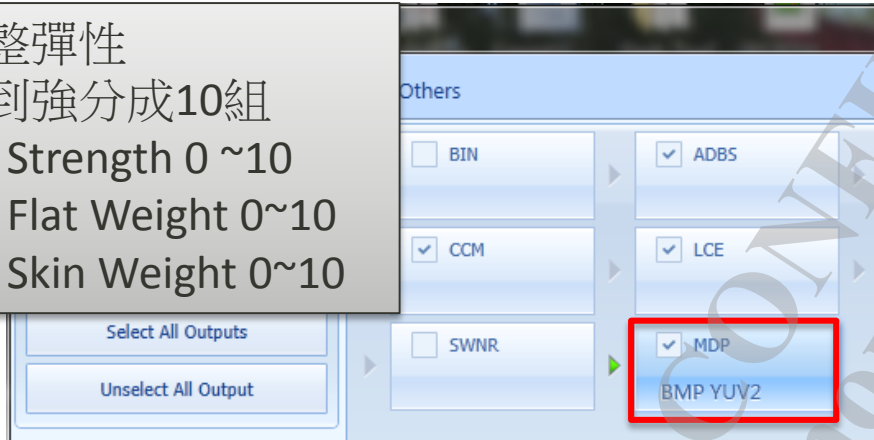 整彈性
到強分成10組
Strength 0 ~10
Flat Weight 0~10
Skin Weight 0~10
Others
BIN
ADBS
CCM
LCE
Select All Outputs
SWNR
MDP
Unselect All Output
BMP YUV2